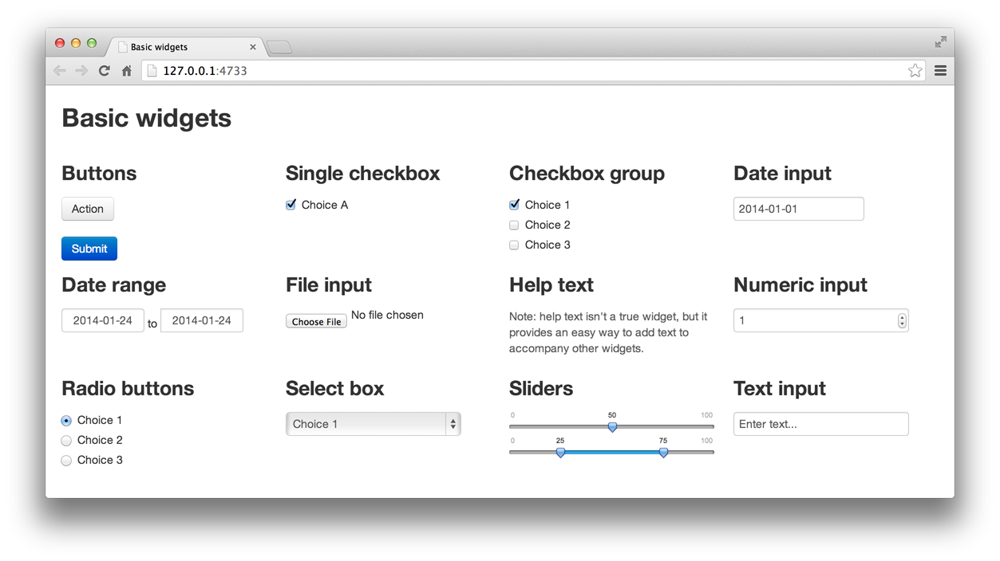 Basic widgets
127.0.0.1:4733
Basic widgets
Buttons
Action
Submit
Single checkbox
Choice A
Checkbox group
Choice 1
Choice 2
Choice 3
Date input
2014-01-01
Date range
2014-01-24 to 2014-01-24
File input
Choose File No file chosen
Help text
Note: help text isn't a true widget, but it
provides an easy way to add text to
accompany other widgets.
Numeric input
1
Radio buttons
Choice 1
Choice 2
Choice 3
Select box
Choice 1
Sliders
0 50 100
0 25 75 100
Text input
Enter text...